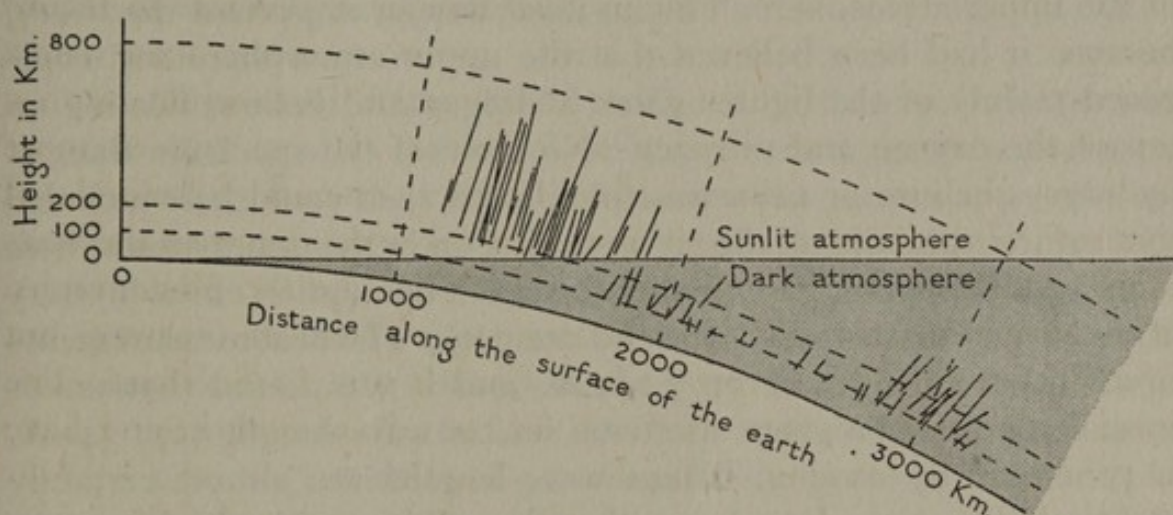 Height in Km.
800
200
100
0
0
1000
2000
3000 Km
Sunlit atmosphere
Dark atmosphere
Distance along the surface of the earth